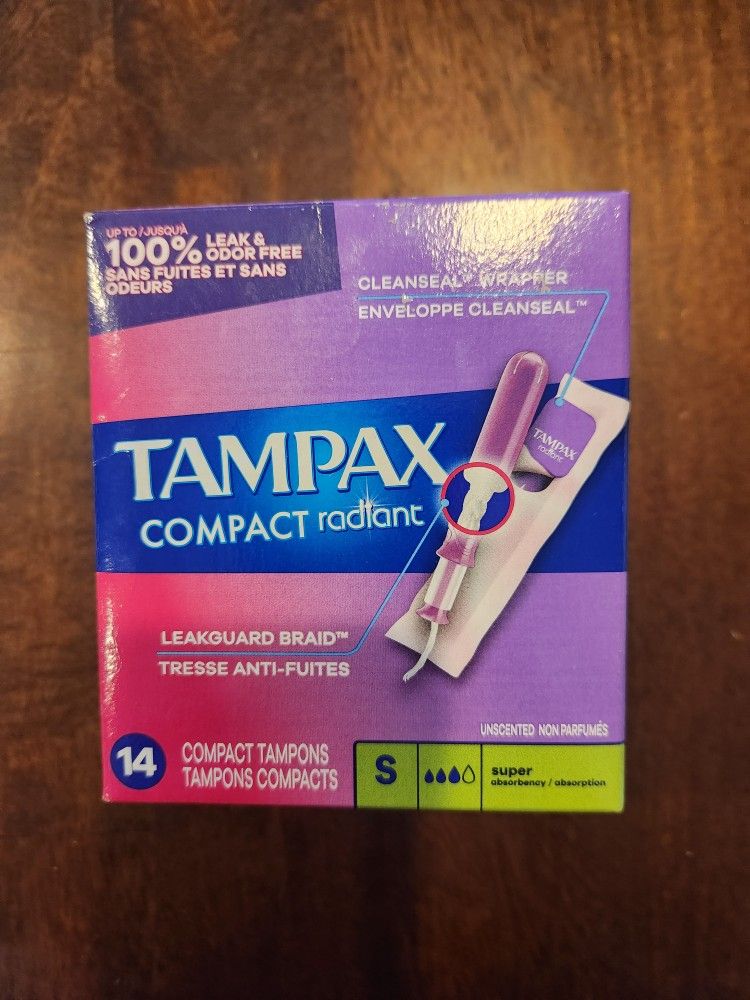 UP TO / JUSQU'À
100% LEAK &
ODOR FREE
SANS FUITES ET SANS
ODEURS
CLEANSEAL™ WRAPPER
ENVELOPPE CLEANSEAL™
TAMPAX
radiant
TAMPAX
COMPACT radiant
LEAKGUARD BRAID™
TRESSE ANTI-FUITES
UNSCENTED NON PARFUMÉS
14
COMPACT TAMPONS
TAMPONS COMPACTS
S
super
absorbency / absorption